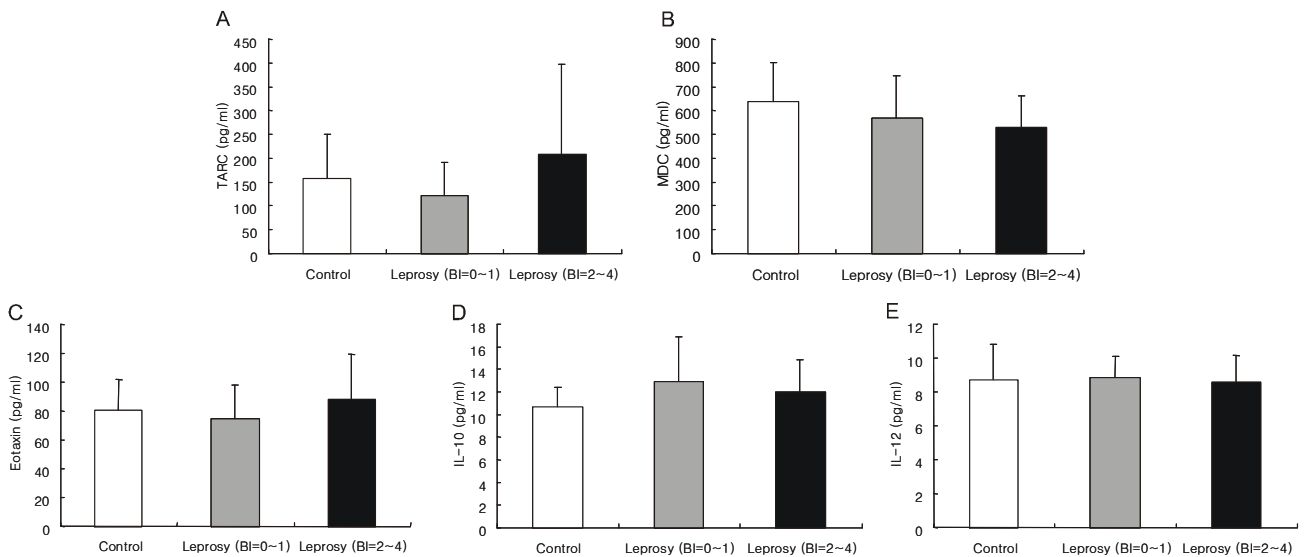 A
450
400
350
300
250
200
150
100
50
0
TARC (pg/ml)
Control
Leprosy (BI=0~1)
Leprosy (BI=2~4)
B
900
800
700
600
500
400
300
200
100
0
MDC (pg/ml)
Control
Leprosy (BI=0~1)
Leprosy (BI=2~4)
C
140
120
100
80
60
40
20
0
Eotaxin (pg/ml)
Control
Leprosy (BI=0~1)
Leprosy (BI=2~4)
D
18
16
14
12
10
8
6
4
2
0
IL-10 (pg/ml)
Control
Leprosy (BI=0~1)
Leprosy (BI=2~4)
E
12
10
8
6
4
2
0
IL-12 (pg/ml)
Control
Leprosy (BI=0~1)
Leprosy (BI=2~4)